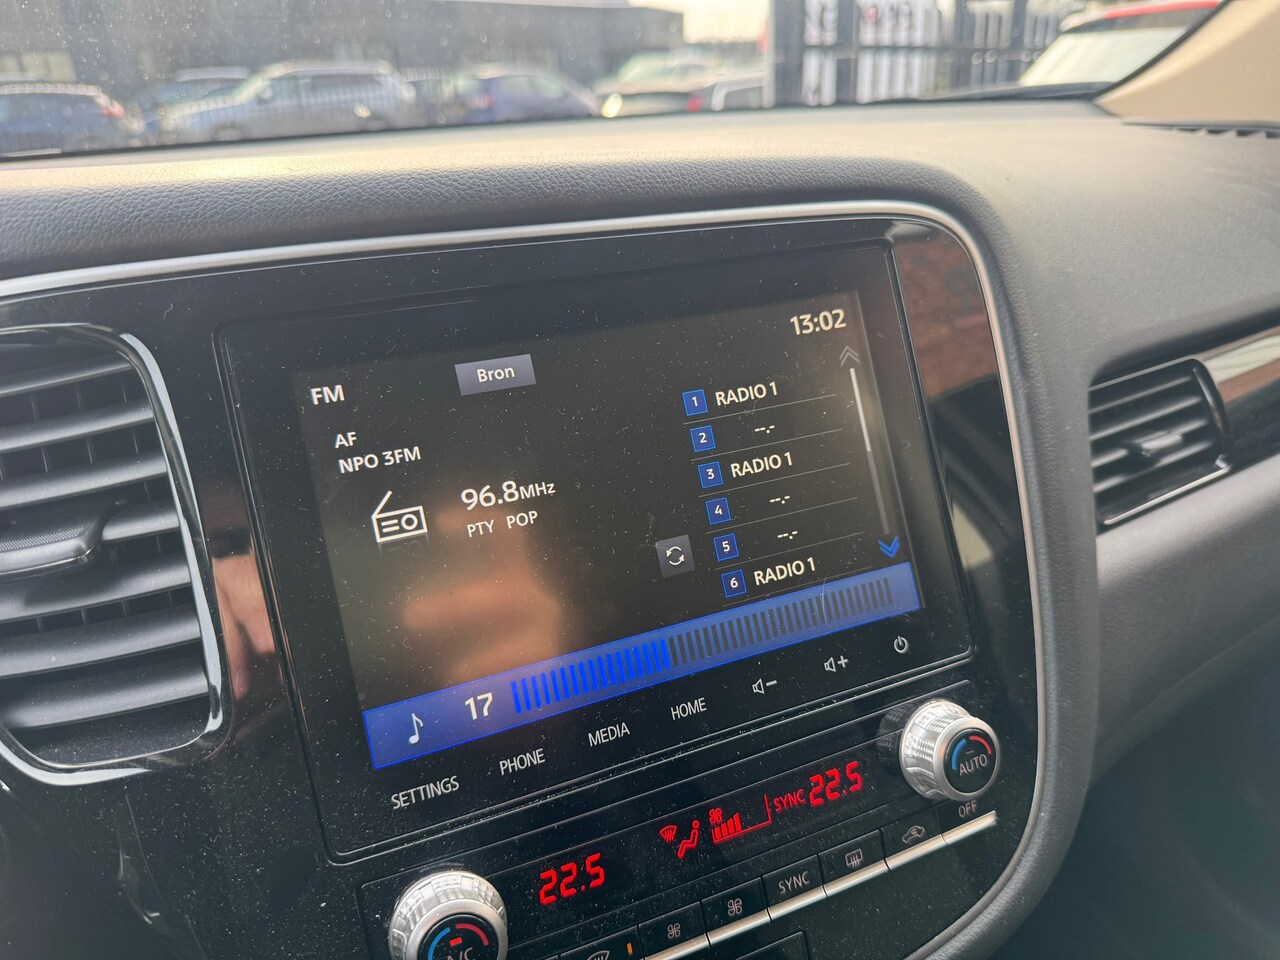 13:02
FM
Bron
AF
NPO 3FM
96.8MHz
PTY POP
1 RADIO 1
2 --.-
3 RADIO 1
4 --.-
5 --.-
6 RADIO 1
17
SETTINGS
PHONE
MEDIA
HOME
AUTO
OFF
22.5
SYNC 22.5
SYNC
A/C